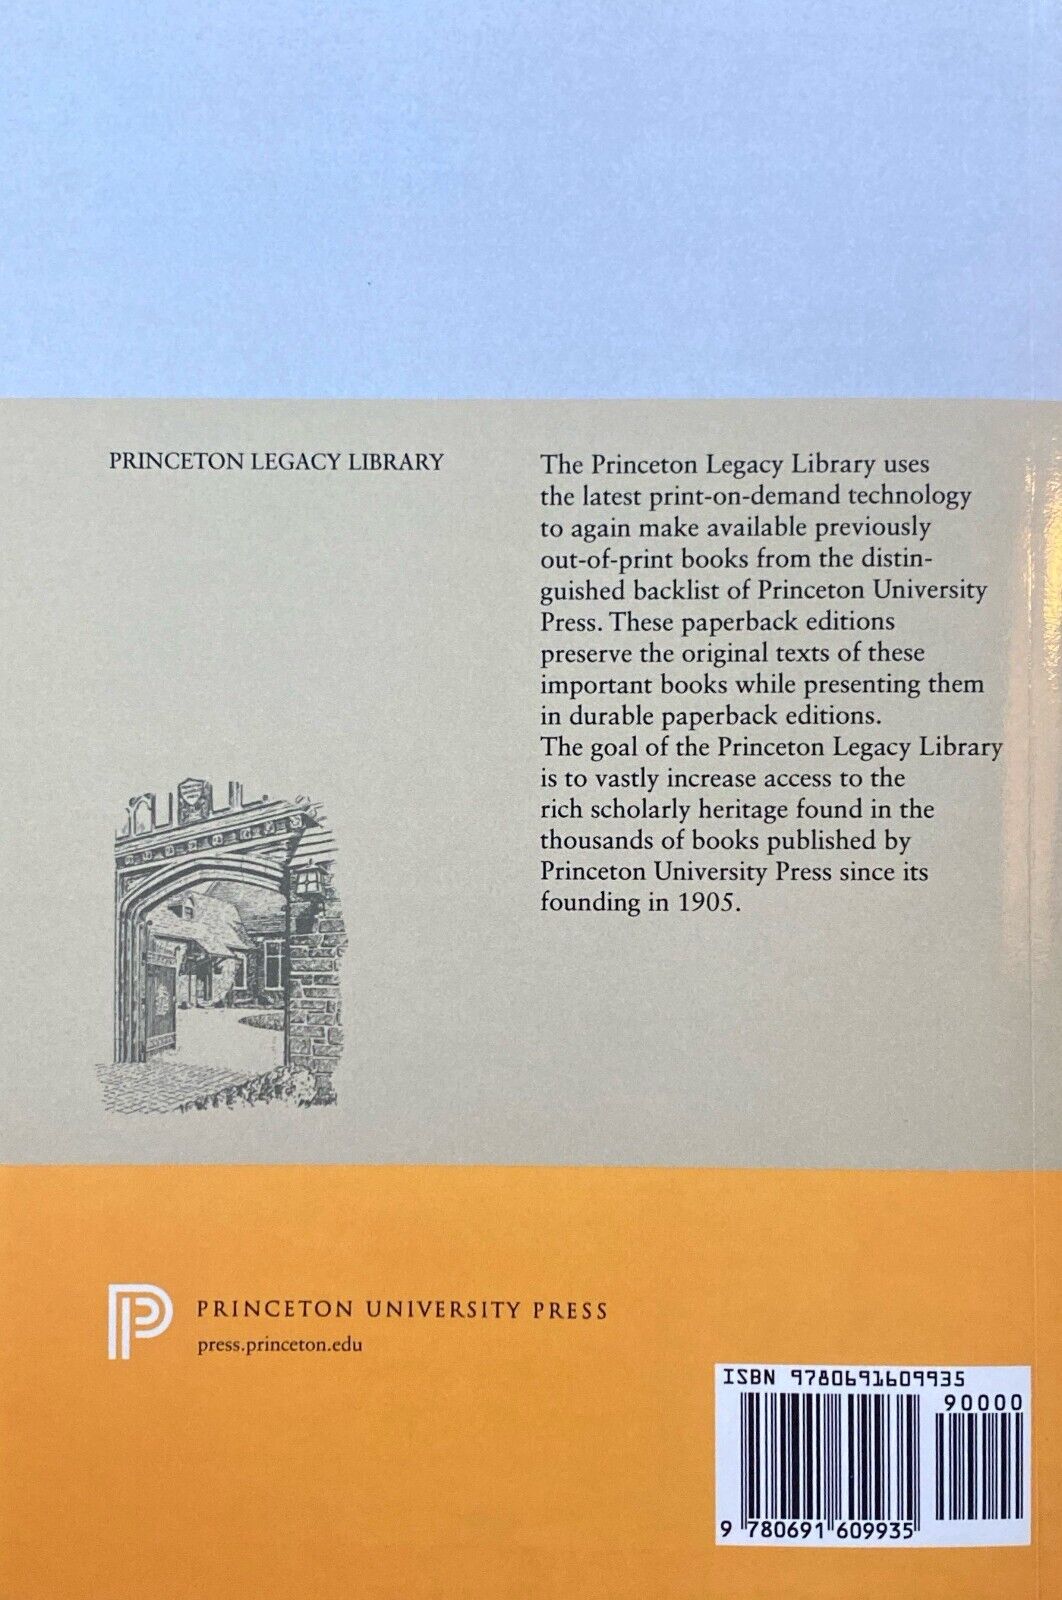 PRINCETON LEGACY LIBRARY
The Princeton Legacy Library uses
the latest print-on-demand technology
to again make available previously
out-of-print books from the distin-
guished backlist of Princeton University
Press. These paperback editions
preserve the original texts of these
important books while presenting them
in durable paperback editions.
The goal of the Princeton Legacy Library
is to vastly increase access to the
rich scholarly heritage found in the
thousands of books published by
Princeton University Press since its
founding in 1905.
PRINCETON UNIVERSITY PRESS
press.princeton.edu
ISBN 9780691609935
90000
9 780691 609935